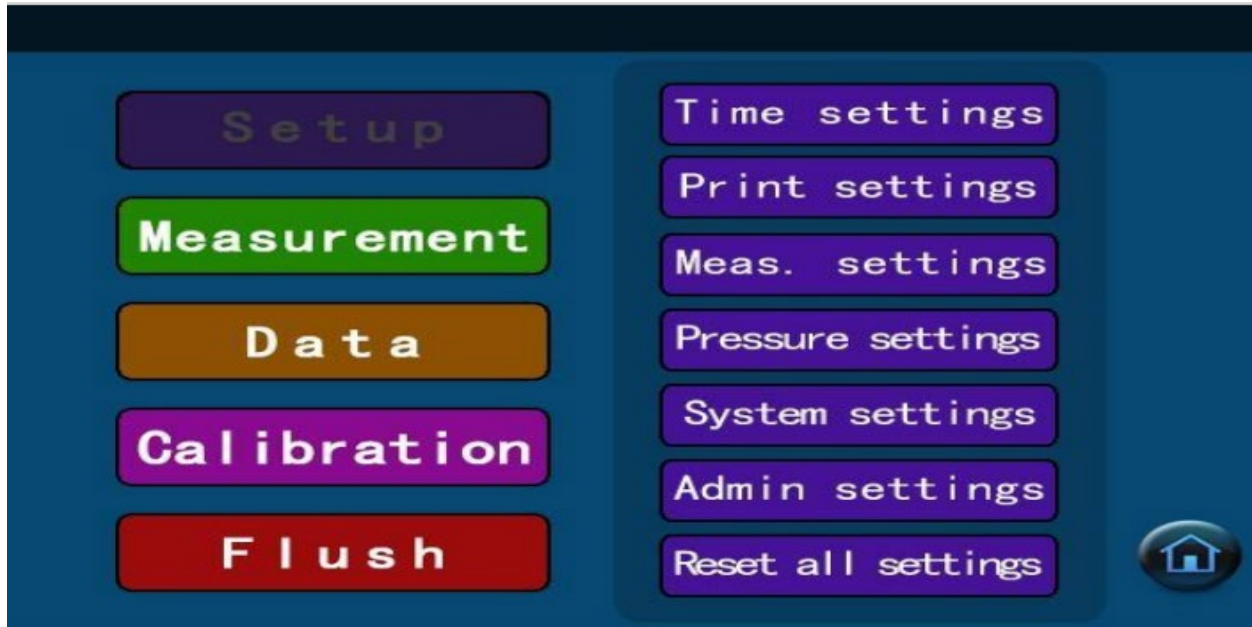 Setup
Measurement
Data
Calibration
Flush
Time settings
Print settings
Meas. settings
Pressure settings
System settings
Admin settings
Reset all settings